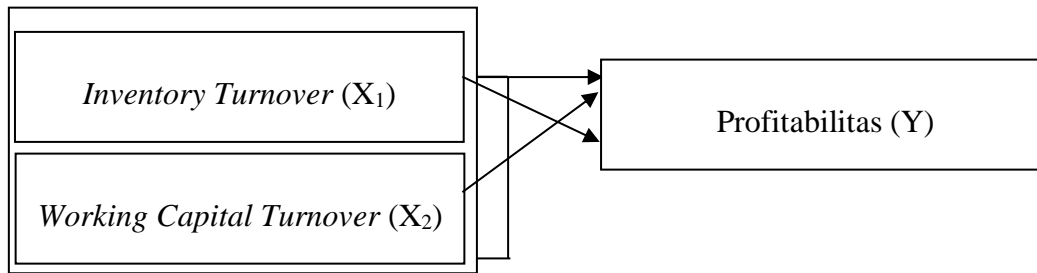 Inventory Turnover (X₁)
Profitabilitas (Y)
Working Capital Turnover (X₂)